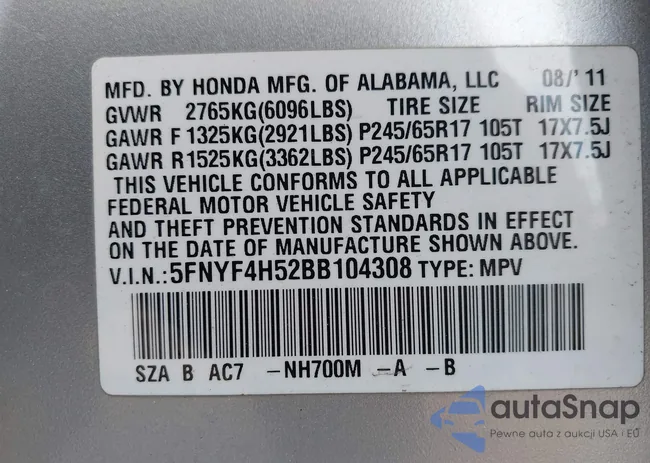 MFD. BY HONDA MFG. OF ALABAMA, LLC 08/'11
GVWR 2765KG(6096LBS) TIRE SIZE RIM SIZE
GAWR F 1325KG(2921LBS) P245/65R17 105T 17X7.5J
GAWR R 1525KG(3362LBS) P245/65R17 105T 17X7.5J
THIS VEHICLE CONFORMS TO ALL APPLICABLE
FEDERAL MOTOR VEHICLE SAFETY
AND THEFT PREVENTION STANDARDS IN EFFECT
ON THE DATE OF MANUFACTURE SHOWN ABOVE.
V.I.N.:5FNYF4H52BB104308 TYPE: MPV
SZA B AC7 -NH700M -A -B
autaSnap
Pewne auta z aukcji USA i EU